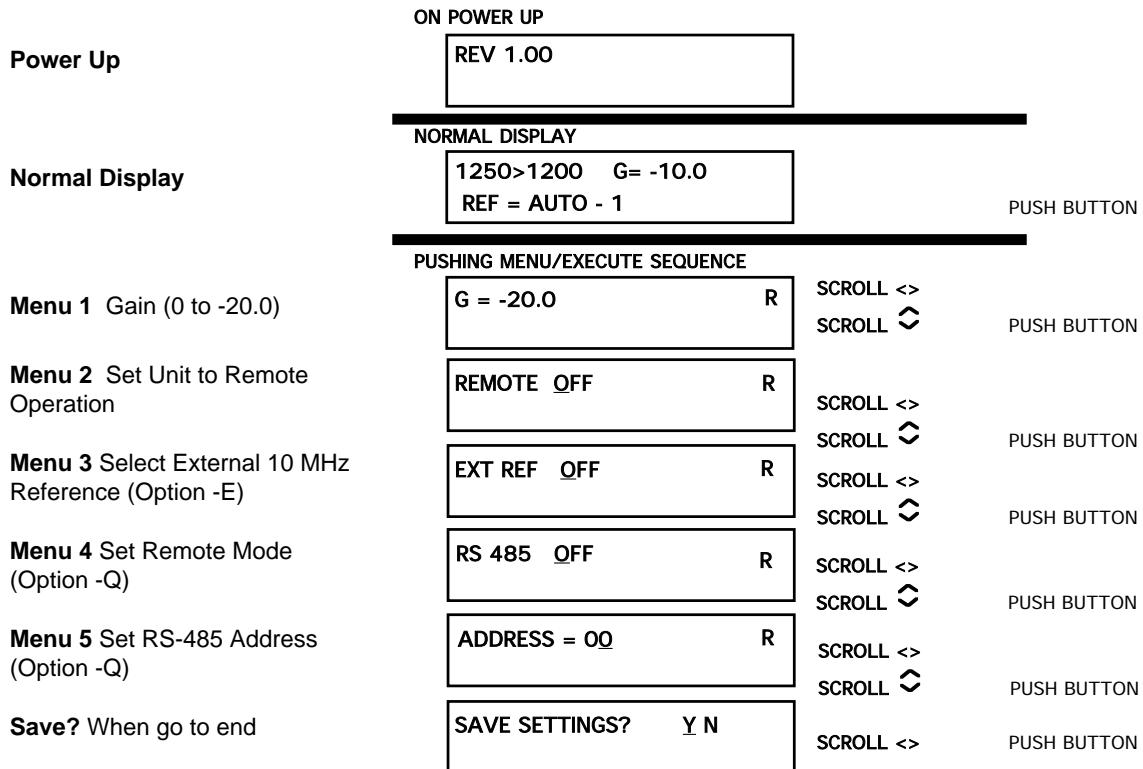 ON POWER UP
Power Up
REV 1.00
NORMAL DISPLAY
Normal Display
1250>1200 G= -10.0
REF = AUTO - 1
PUSH BUTTON
PUSHING MENU/EXECUTE SEQUENCE
Menu 1 Gain (0 to -20.0)
G = -20.0 R
SCROLL <>
SCROLL
PUSH BUTTON
Menu 2 Set Unit to Remote
Operation
REMOTE OFF R
SCROLL <>
SCROLL
PUSH BUTTON
Menu 3 Select External 10 MHz
Reference (Option -E)
EXT REF OFF R
SCROLL <>
SCROLL
PUSH BUTTON
Menu 4 Set Remote Mode
(Option -Q)
RS 485 OFF R
SCROLL <>
SCROLL
PUSH BUTTON
Menu 5 Set RS-485 Address
(Option -Q)
ADDRESS = 00 R
SCROLL <>
SCROLL
PUSH BUTTON
Save? When go to end
SAVE SETTINGS? Y N
SCROLL <>
PUSH BUTTON